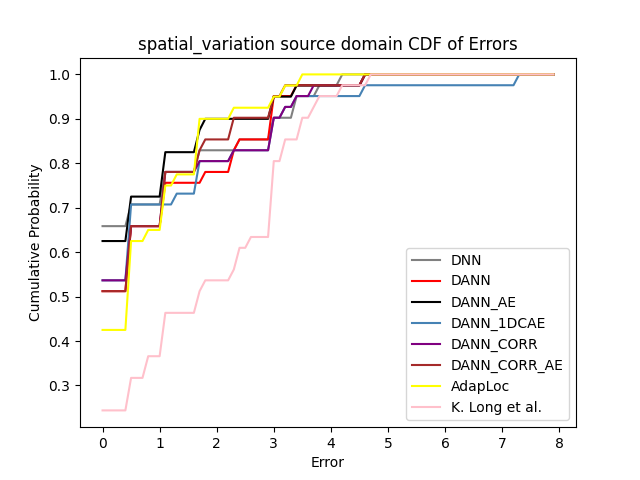 spatial_variation source domain CDF of Errors
Cumulative Probability
1.0
0.9
0.8
0.7
0.6
0.5
0.4
0.3
DNN
DANN
DANN_AE
DANN_1DCAE
DANN_CORR
DANN_CORR_AE
AdapLoc
K. Long et al.
0 1 2 3 4 5 6 7 8
Error